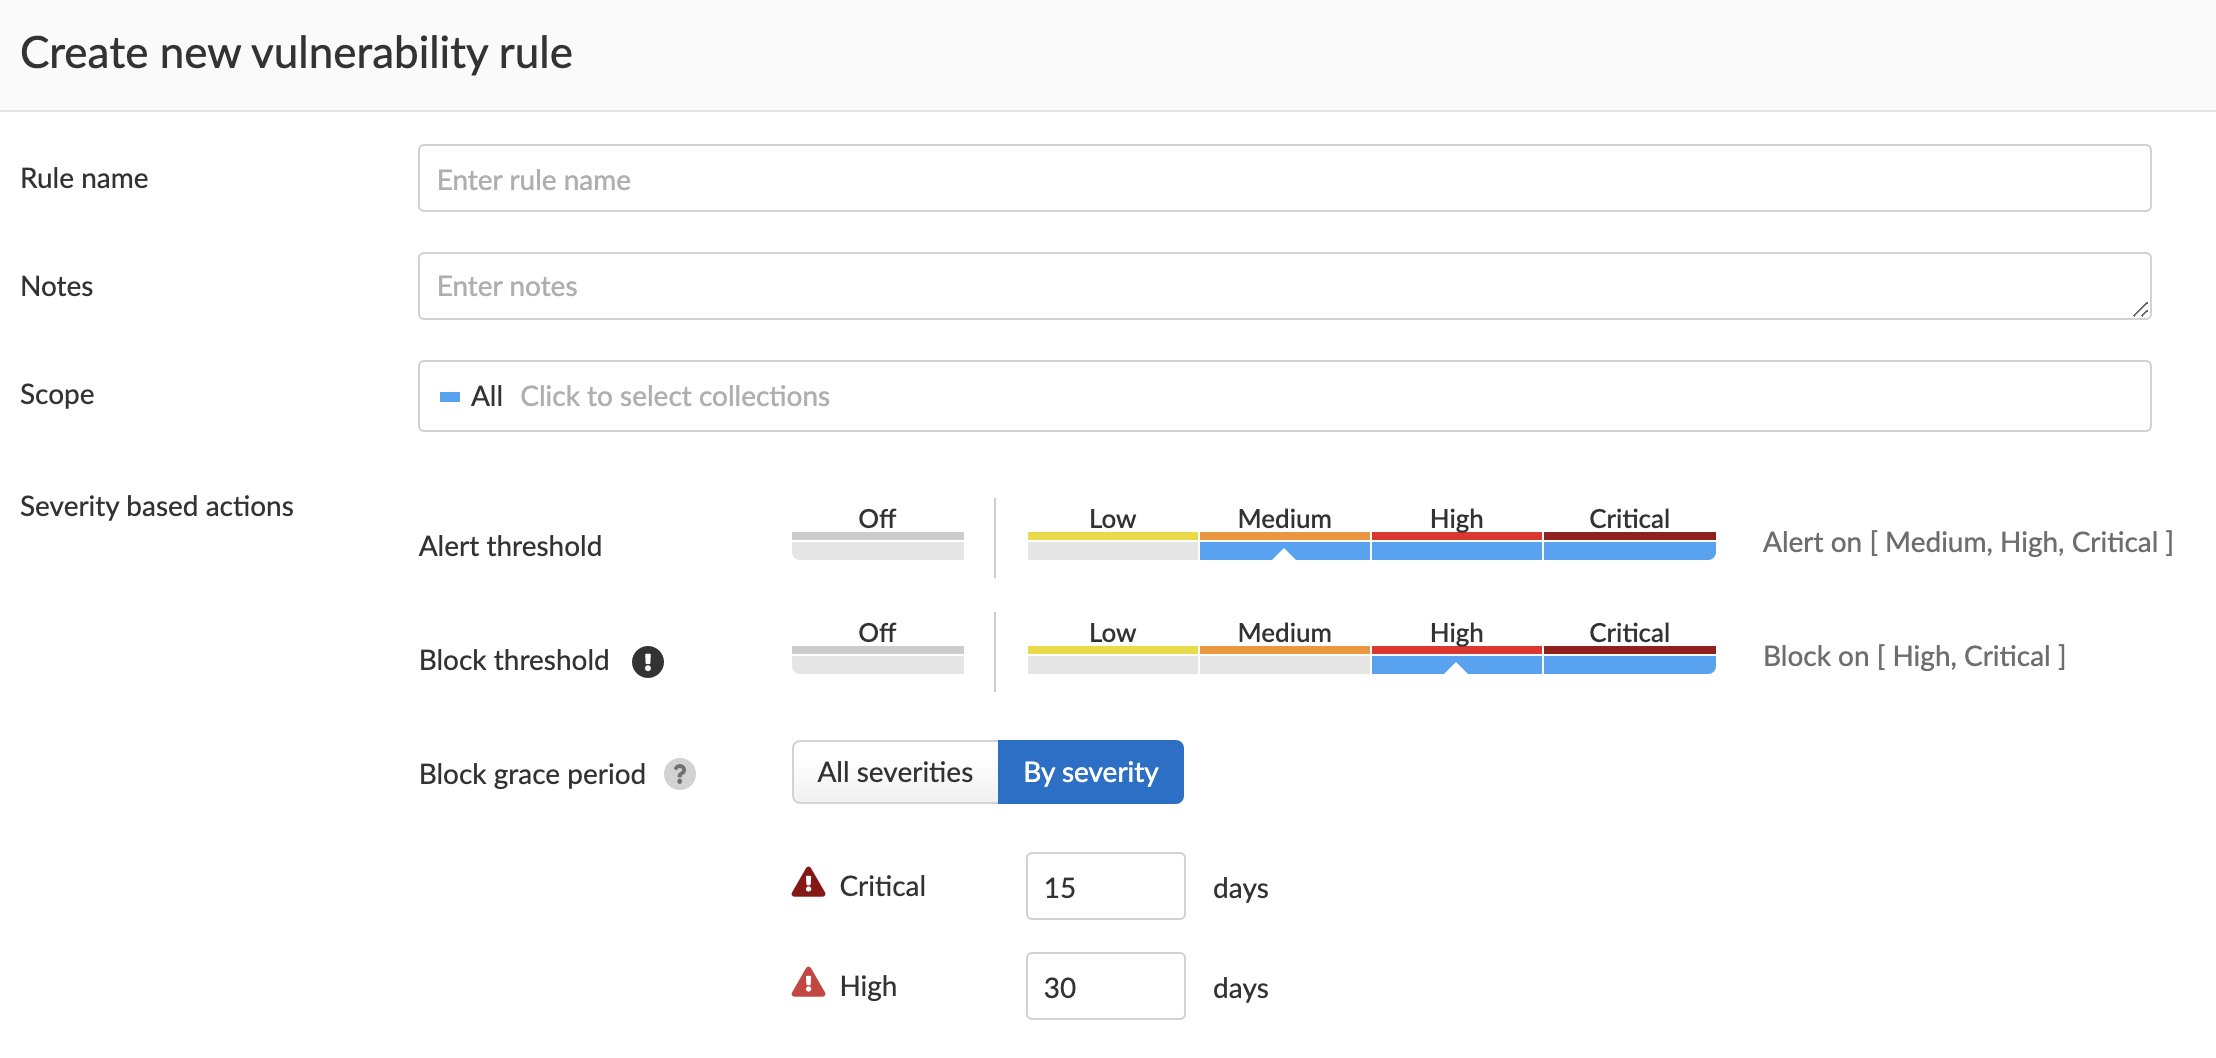 Create new vulnerability rule
Rule name
Enter rule name
Notes
Enter notes
Scope
All Click to select collections
Severity based actions
Alert threshold
Off Low Medium High Critical
Alert on [ Medium, High, Critical ]
Block threshold !
Off Low Medium High Critical
Block on [ High, Critical ]
Block grace period ?
All severities By severity
! Critical 15 days
! High 30 days